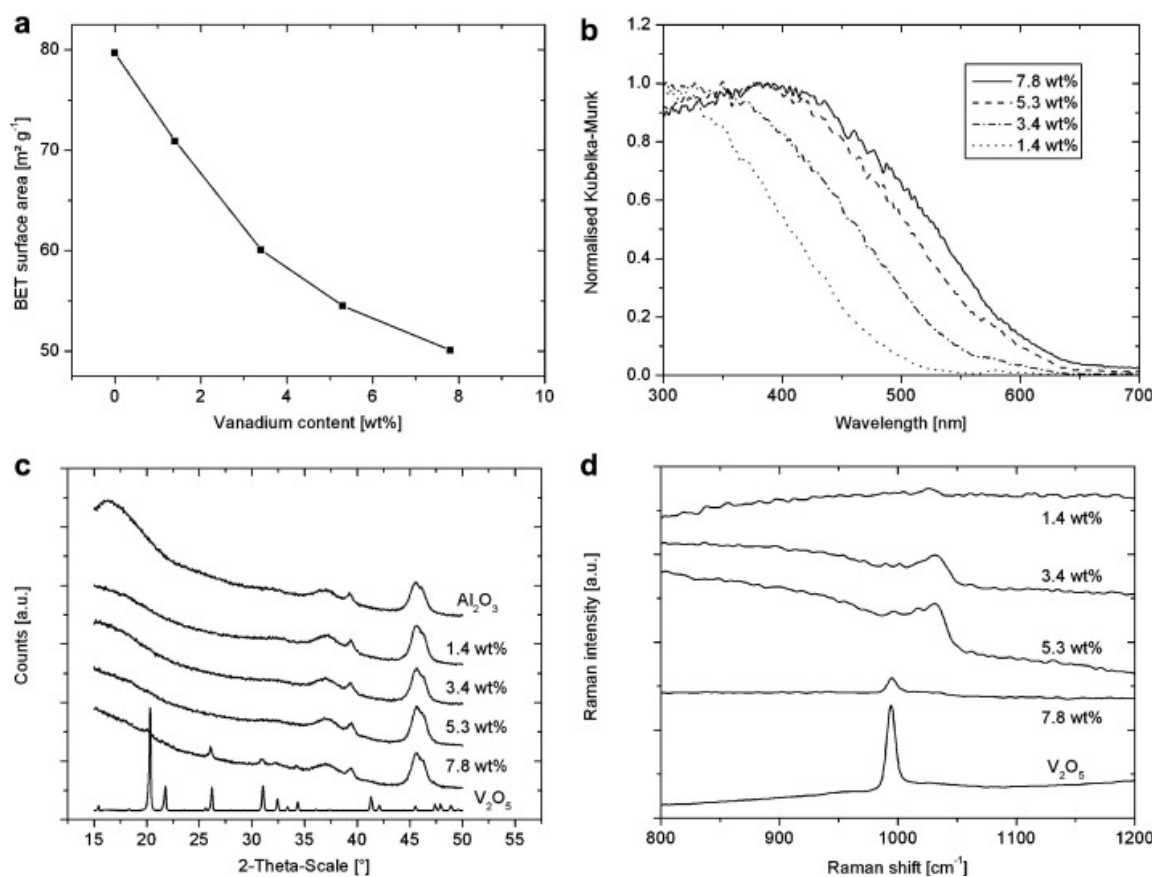 a
80
70
60
50
BET surface area [m² g⁻¹]
0 2 4 6 8 10
Vanadium content [wt%]
b
1.0
0.8
0.6
0.4
0.2
0.0
Normalised Kubelka-Munk
7.8 wt%
5.3 wt%
3.4 wt%
1.4 wt%
300 400 500 600 700
Wavelength [nm]
c
Counts [a.u.]
Al₂O₃
1.4 wt%
3.4 wt%
5.3 wt%
7.8 wt%
V₂O₅
15 20 25 30 35 40 45 50 55
2-Theta-Scale [°]
d
Raman intensity [a.u.]
1.4 wt%
3.4 wt%
5.3 wt%
7.8 wt%
V₂O₅
800 900 1000 1100 1200
Raman shift [cm⁻¹]